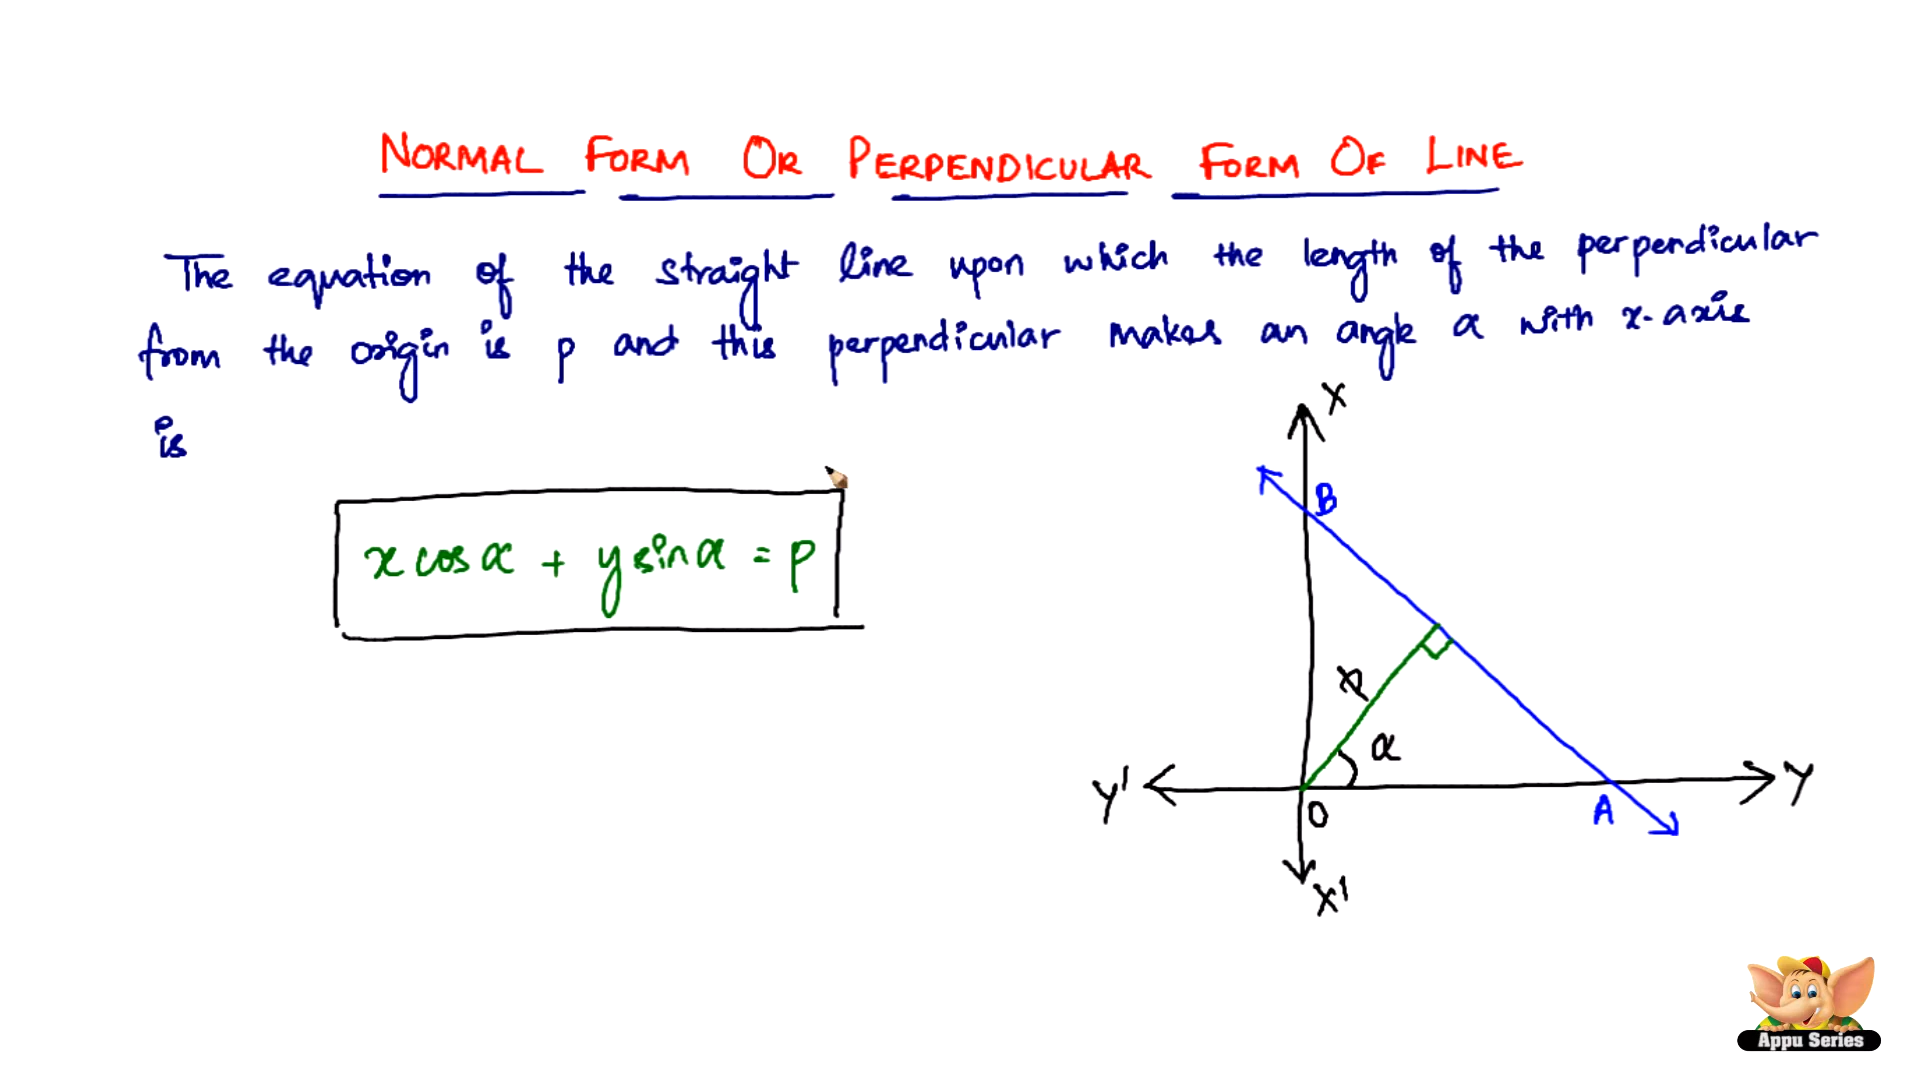 NORMAL FORM OR PERPENDICULAR FORM OF LINE
The equation of the straight line upon which the length of the perpendicular
from the origin is p and this perpendicular makes an angle α with x-axis
is
x cos α + y sin α = p
X
B
p
α
Y'
Y
O
A
X'
Appu Series